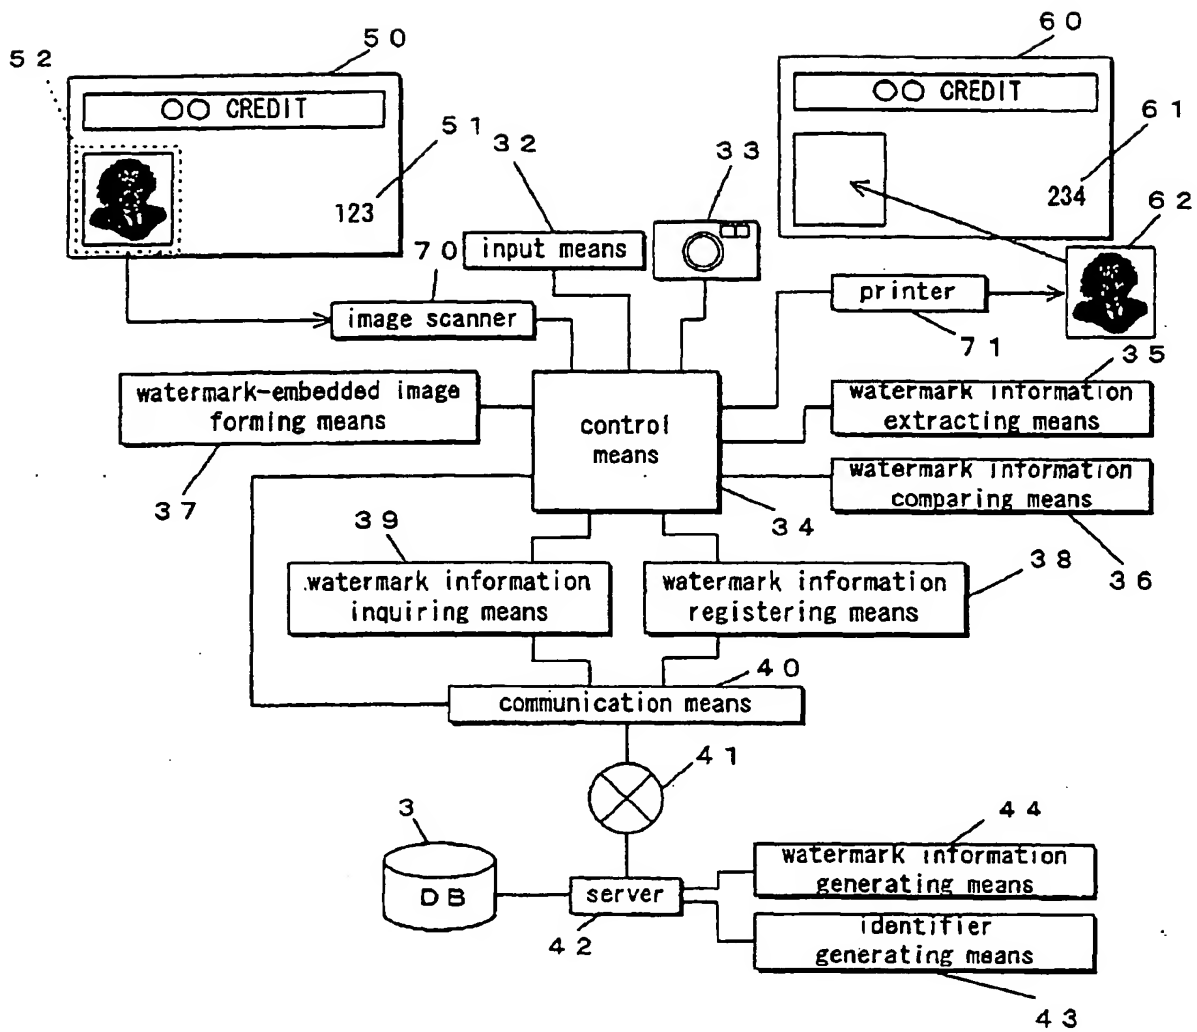 60
50
52
○○ CREDIT
○○ CREDIT
61
51
32
33
123
234
62
input means
70
printer
image scanner
71
35
watermark-embedded image
forming means
control
means
watermark information
extracting means
watermark information
comparing means
37
39
34
36
38
watermark information
inquiring means
watermark information
registering means
40
communication means
41
3
44
DB
server
watermark information
generating means
42
identifier
generating means
43